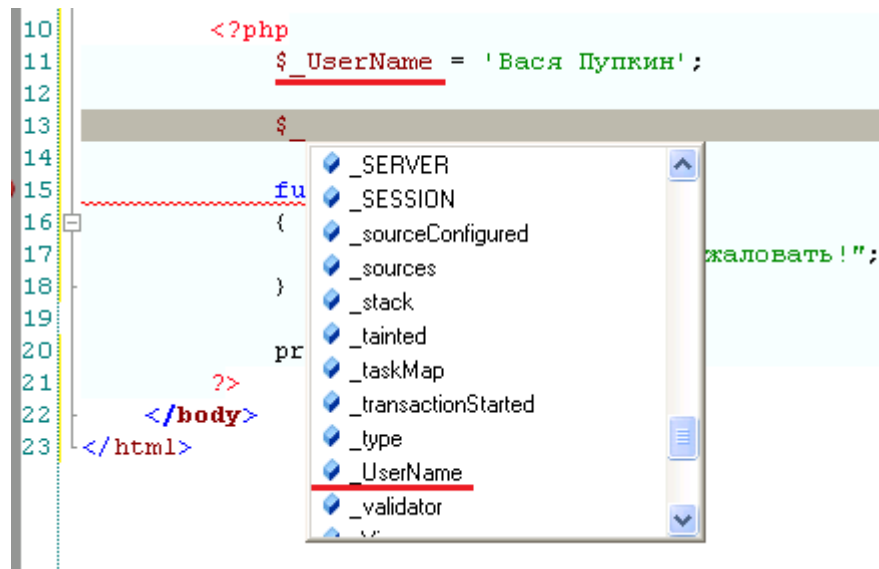 10 <?php
11 $_UserName = 'Вася Пупкин';
12
13 $_
14 _SERVER
15 fu _SESSION
16 { _sourceConfigured
17 _sources жаловать!";
18 } _stack
19 _tainted
20 pr _taskMap
21 ?> _transactionStarted
22 </body> _type
23 </html> _UserName
_validator